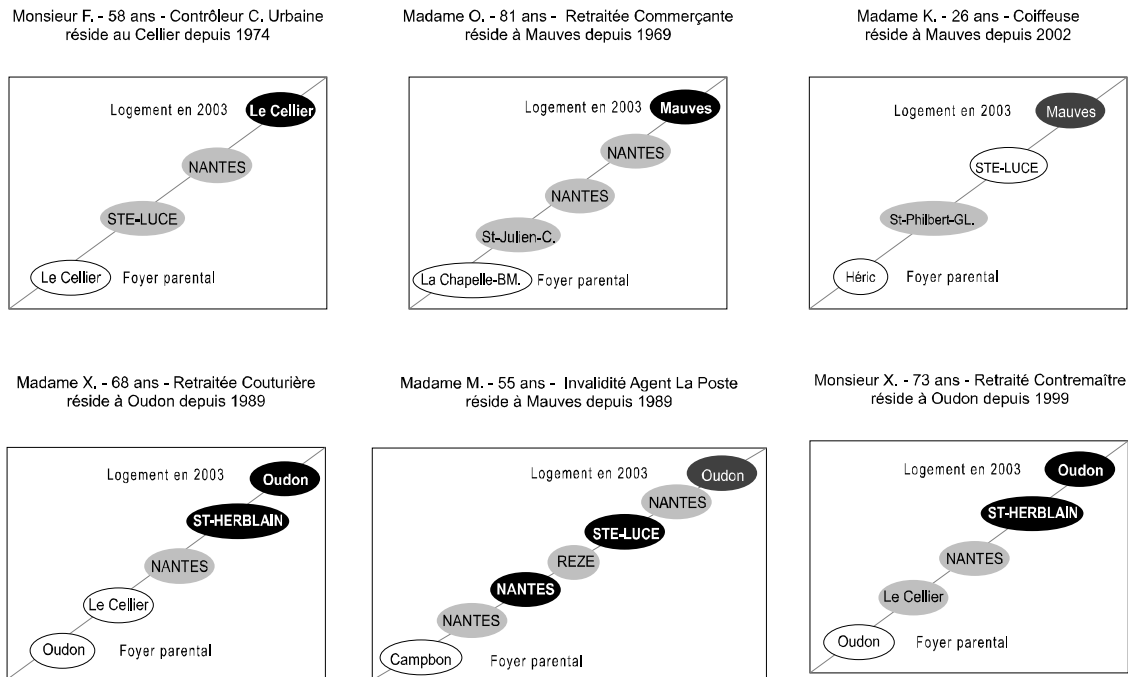 Monsieur F. - 58 ans - Contrôleur C. Urbaine
réside au Cellier depuis 1974
Logement en 2003
Le Cellier
NANTES
STE-LUCE
Le Cellier
Foyer parental
Madame O. - 81 ans - Retraitée Commerçante
réside à Mauves depuis 1969
Logement en 2003
Mauves
NANTES
NANTES
St-Julien-C.
La Chapelle-BM.
Foyer parental
Madame K. - 26 ans - Coiffeuse
réside à Mauves depuis 2002
Logement en 2003
Mauves
STE-LUCE
St-Philbert-GL.
Héric
Foyer parental
Madame X. - 68 ans - Retraitée Couturière
réside à Oudon depuis 1989
Logement en 2003
Oudon
ST-HERBLAIN
NANTES
Le Cellier
Oudon
Foyer parental
Madame M. - 55 ans - Invalidité Agent La Poste
réside à Mauves depuis 1989
Logement en 2003
Oudon
NANTES
STE-LUCE
REZE
NANTES
NANTES
Campbon
Foyer parental
Monsieur X. - 73 ans - Retraité Contremaître
réside à Oudon depuis 1999
Logement en 2003
Oudon
ST-HERBLAIN
NANTES
Le Cellier
Oudon
Foyer parental